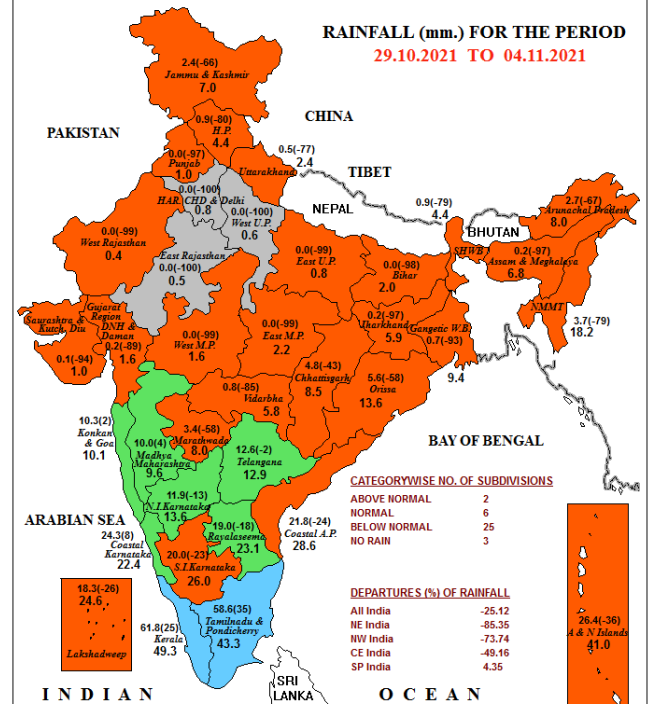 RAINFALL (mm.) FOR THE PERIOD
29.10.2021 TO 04.11.2021
2.4(-66)
Jammu & Kashmir
7.0
CHINA
PAKISTAN
0.9(-80)
H.P.
4.4
0.5(-77)
2.4
Uttarakhand
0.0(-97)
Punjab
1.0
TIBET
0.0(-100)
HAR. CHD & Delhi
0.8
0.0(-100)
West U.P.
0.6
NEPAL
0.9(-79)
4.4
SHWB
BHUTAN
2.7(-67)
Arunachal Pradesh
8.0
0.0(-99)
West Rajasthan
0.4
East Rajasthan
0.0(-100)
0.5
0.0(-99)
East U.P.
0.8
0.0(-98)
Bihar
2.0
0.2(-97)
Assam & Meghalaya
6.8
NMMT
3.7(-79)
18.2
Saurashtra &
Kutch, Diu
0.1(-94)
1.0
Gujarat
Region
DNH &
Daman
0.2(-89)
1.6
0.0(-99)
West M.P.
1.6
0.0(-99)
East M.P.
2.2
0.2(-97)
Jharkhand
5.9
Gangetic W.B.
0.7(-93)
9.4
4.8(-43)
Chhattisgarh
8.5
5.6(-58)
Orissa
13.6
0.8(-85)
Vidarbha
5.8
10.3(2)
Konkan
& Goa
10.1
10.0(4)
Madhya
Maharashtra
9.6
3.4(-58)
Marathwada
8.0
12.6(-2)
Telangana
12.9
BAY OF BENGAL
11.9(-13)
N.I.Karnataka
13.6
ARABIAN SEA
24.3(8)
Coastal
Karnataka
22.4
19.0(-18)
Rayalaseema
23.1
21.8(-24)
Coastal A.P.
28.6
20.0(-23)
S.I.Karnataka
26.0
18.3(-26)
24.6
Lakshadweep
61.8(25)
Kerala
49.3
58.6(35)
Tamilnadu &
Pondicherry
43.3
CATEGORYWISE NO. OF SUBDIVISIONS
ABOVE NORMAL 2
NORMAL 6
BELOW NORMAL 25
NO RAIN 3
DEPARTURES (%) OF RAINFALL
All India -25.12
NE India -85.35
NW India -73.74
CE India -49.16
SP India 4.35
26.4(-36)
A & N Islands
41.0
SRI
LANKA
INDIAN OCEAN